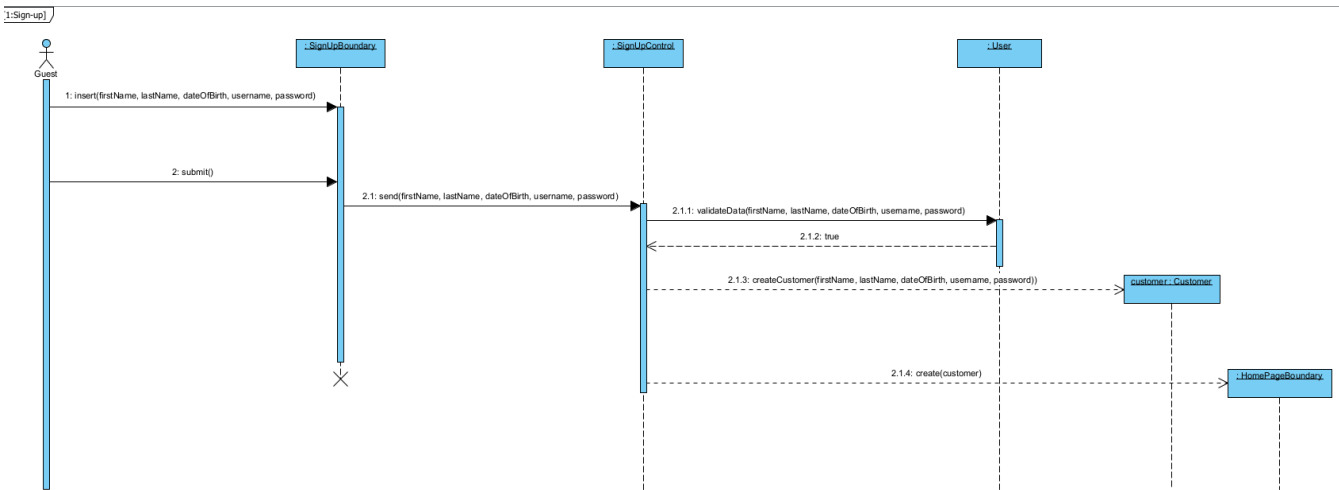 1:Sign-up]
: SignUpBoundary
: SignUpControl
: User
Guest
1: insert(firstName, lastName, dateOfBirth, username, password)
2: submit()
2.1: send(firstName, lastName, dateOfBirth, username, password)
2.1.1: validateData(firstName, lastName, dateOfBirth, username, password)
2.1.2: true
2.1.3: createCustomer(firstName, lastName, dateOfBirth, username, password))
customer : Customer
2.1.4: create(customer)
: HomePageBoundary